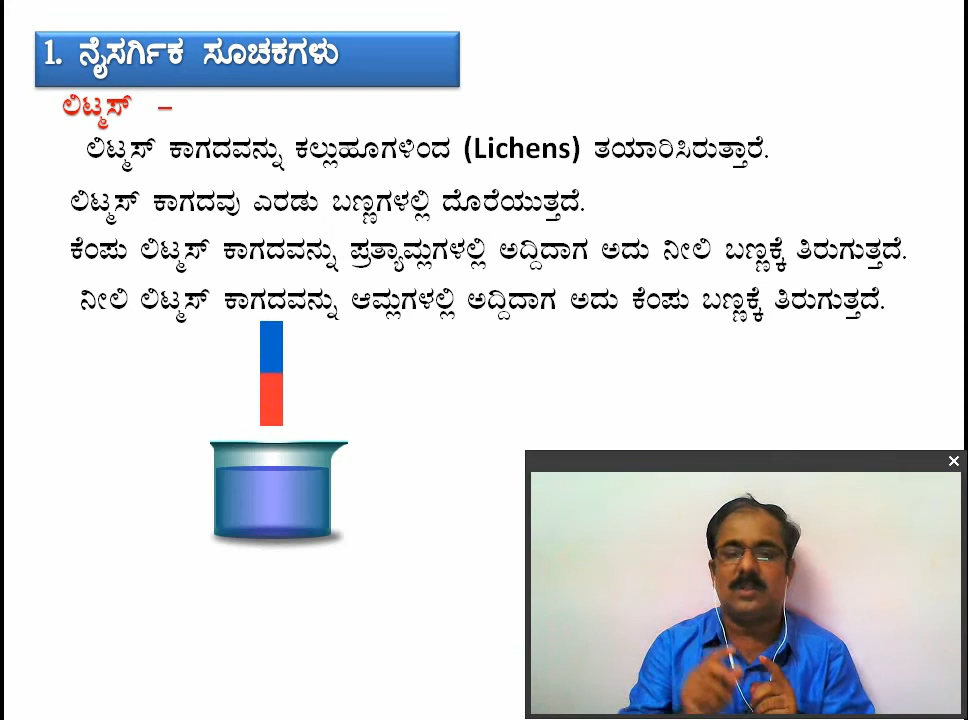 1. ನೈಸರ್ಗಿಕ ಸೂಚಕಗಳು
ಲಿಟ್ಮಸ್ –
ಲಿಟ್ಮಸ್ ಕಾಗದವನ್ನು ಕಲ್ಲುಹೂಗಳಿಂದ (Lichens) ತಯಾರಿಸಿರುತ್ತಾರೆ.
ಲಿಟ್ಮಸ್ ಕಾಗದವು ಎರಡು ಬಣ್ಣಗಳಲ್ಲಿ ದೊರೆಯುತ್ತದೆ.
ಕೆಂಪು ಲಿಟ್ಮಸ್ ಕಾಗದವನ್ನು ಪ್ರತ್ಯಾಮ್ಲಗಳಲ್ಲಿ ಅದ್ದಿದಾಗ ಅದು ನೀಲಿ ಬಣ್ಣಕ್ಕೆ ತಿರುಗುತ್ತದೆ.
ನೀಲಿ ಲಿಟ್ಮಸ್ ಕಾಗದವನ್ನು ಆಮ್ಲಗಳಲ್ಲಿ ಅದ್ದಿದಾಗ ಅದು ಕೆಂಪು ಬಣ್ಣಕ್ಕೆ ತಿರುಗುತ್ತದೆ.